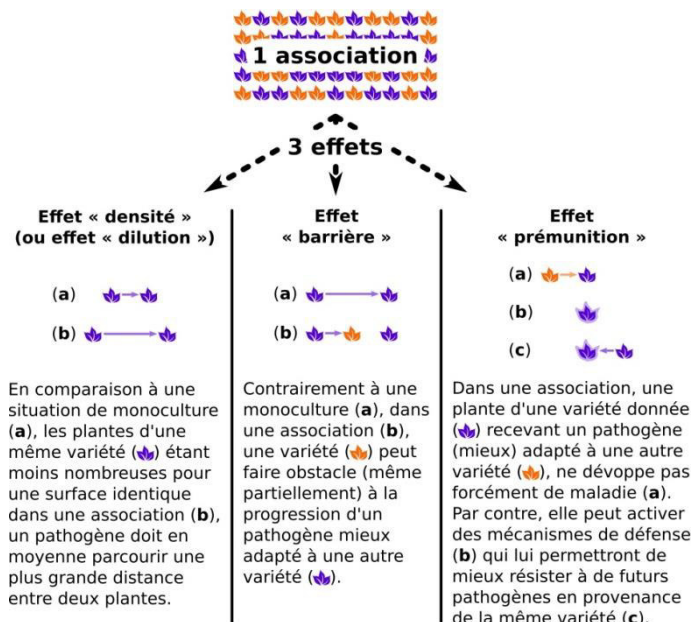 1 association
3 effets
Effet « densité »
(ou effet « dilution »)
(a)
(b)
En comparaison à une
situation de monoculture
(a), les plantes d'une
même variété ( ) étant
moins nombreuses pour
une surface identique
dans une association (b),
un pathogène doit en
moyenne parcourir une
plus grande distance
entre deux plantes.
Effet
« barrière »
(a)
(b)
Contrairement à une
monoculture (a), dans
une association (b),
une variété ( ) peut
faire obstacle (même
partiellement) à la
progression d'un
pathogène mieux
adapté à une autre
variété ( ).
Effet
« prémunition »
(a)
(b)
(c)
Dans une association, une
plante d'une variété donnée
( ) recevant un pathogène
(mieux) adapté à une autre
variété ( ), ne dévoppe pas
forcément de maladie (a).
Par contre, elle peut activer
des mécanismes de défense
(b) qui lui permettront de
mieux résister à de futurs
pathogènes en provenance
de la même variété (c).